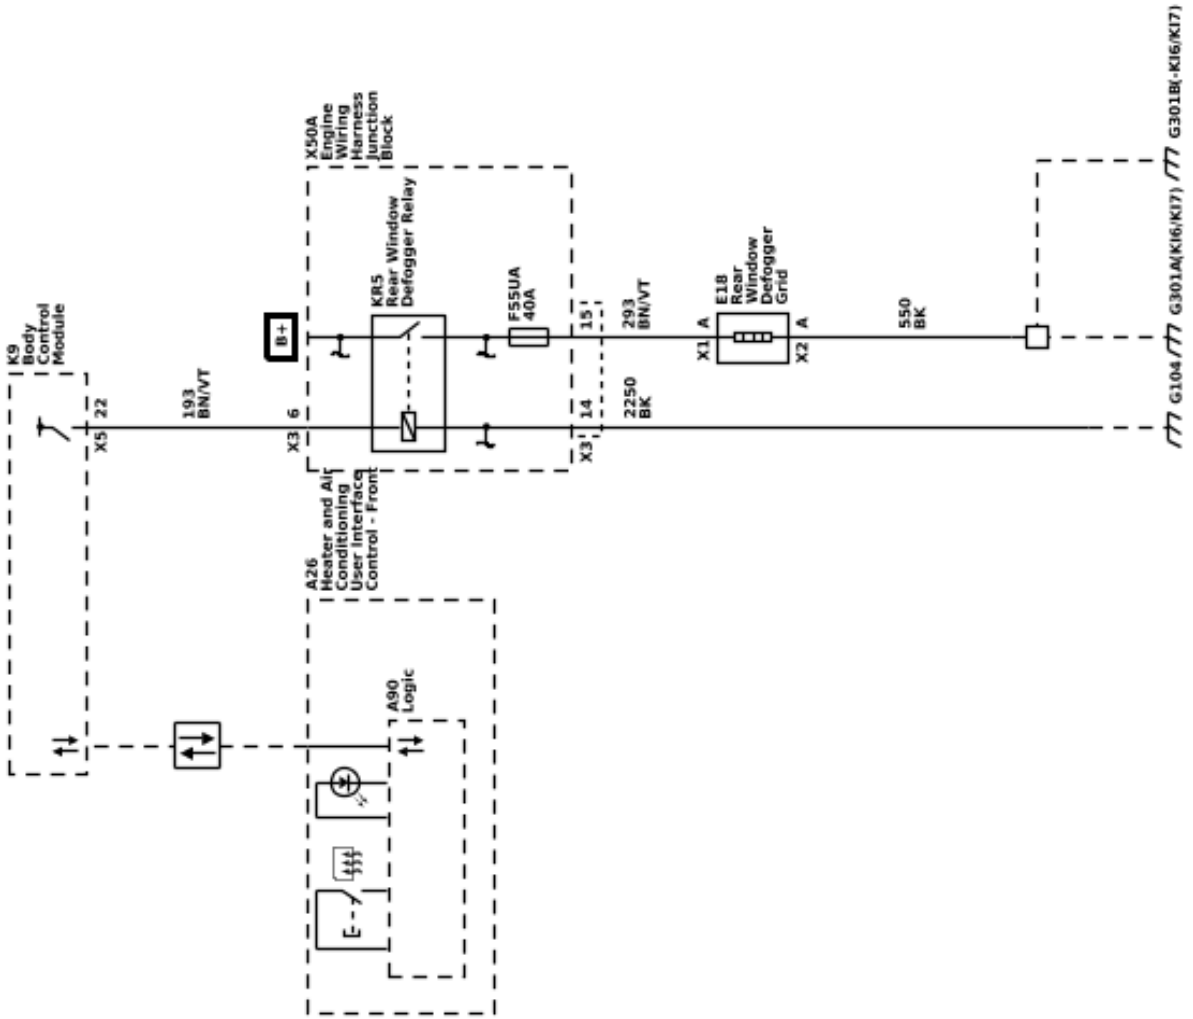 K9
Body
Control
Module
X5 22
193
BN/VT
X3 6
B+
X50A
Engine
Wiring
Harness
Junction
Block
KR5
Rear Window
Defogger Relay
F55UA
40A
X3 14
15
2250
BK
293
BN/VT
X1 A
E18
Rear
Window
Defogger
Grid
X2 A
550
BK
G104
G301A(KI6/KI7)
G301B(-KI6/KI7)
A26
Heater and Air
Conditioning
User Interface
Control - Front
A90
Logic